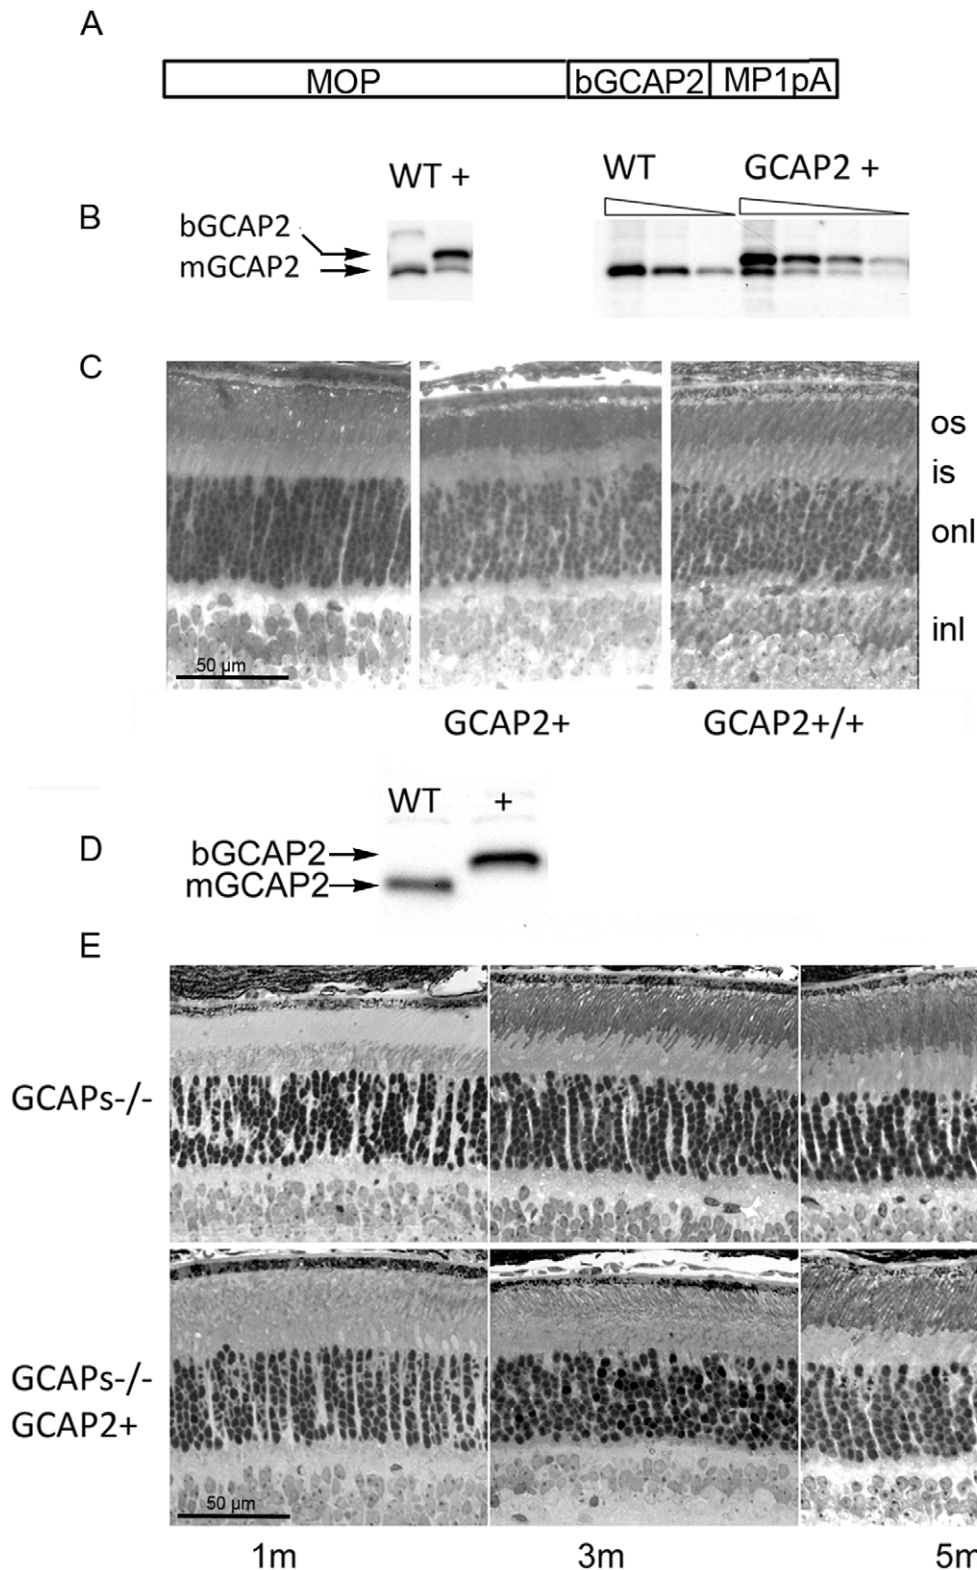 A
MOP bGCAP2 MP1pA
WT + WT GCAP2 +
B
bGCAP2
mGCAP2
C
os
is
onl
inl
50 µm
GCAP2+ GCAP2+/+
WT +
D
bGCAP2
mGCAP2
E
GCAPs-/-
GCAPs-/-
GCAP2+
50 µm
1m 3m 5m